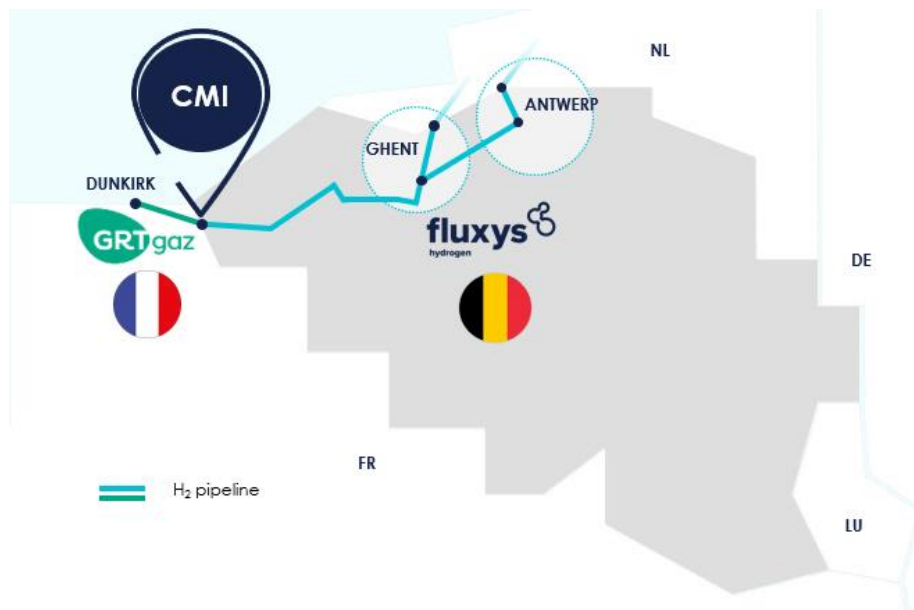 CMI
NL
ANTWERP
GHENT
DUNKIRK
GRTgaz
fluxys
hydrogen
DE
FR
H₂ pipeline
LU